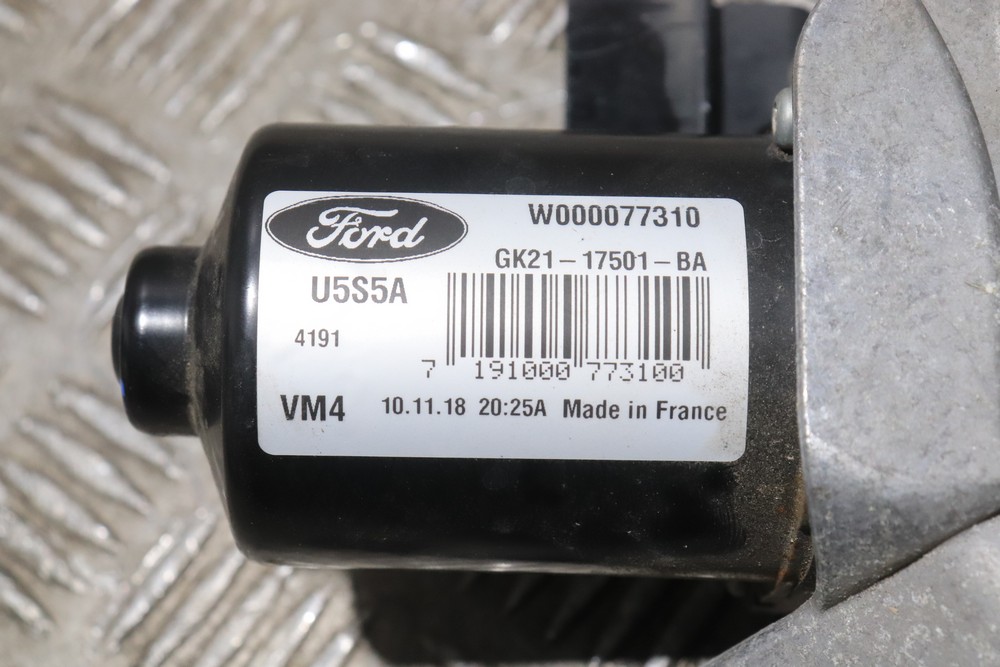 Ford
W000077310
GK21-17501-BA
U5S5A
4191
7 191000 773100
VM4 10.11.18 20:25A Made in France